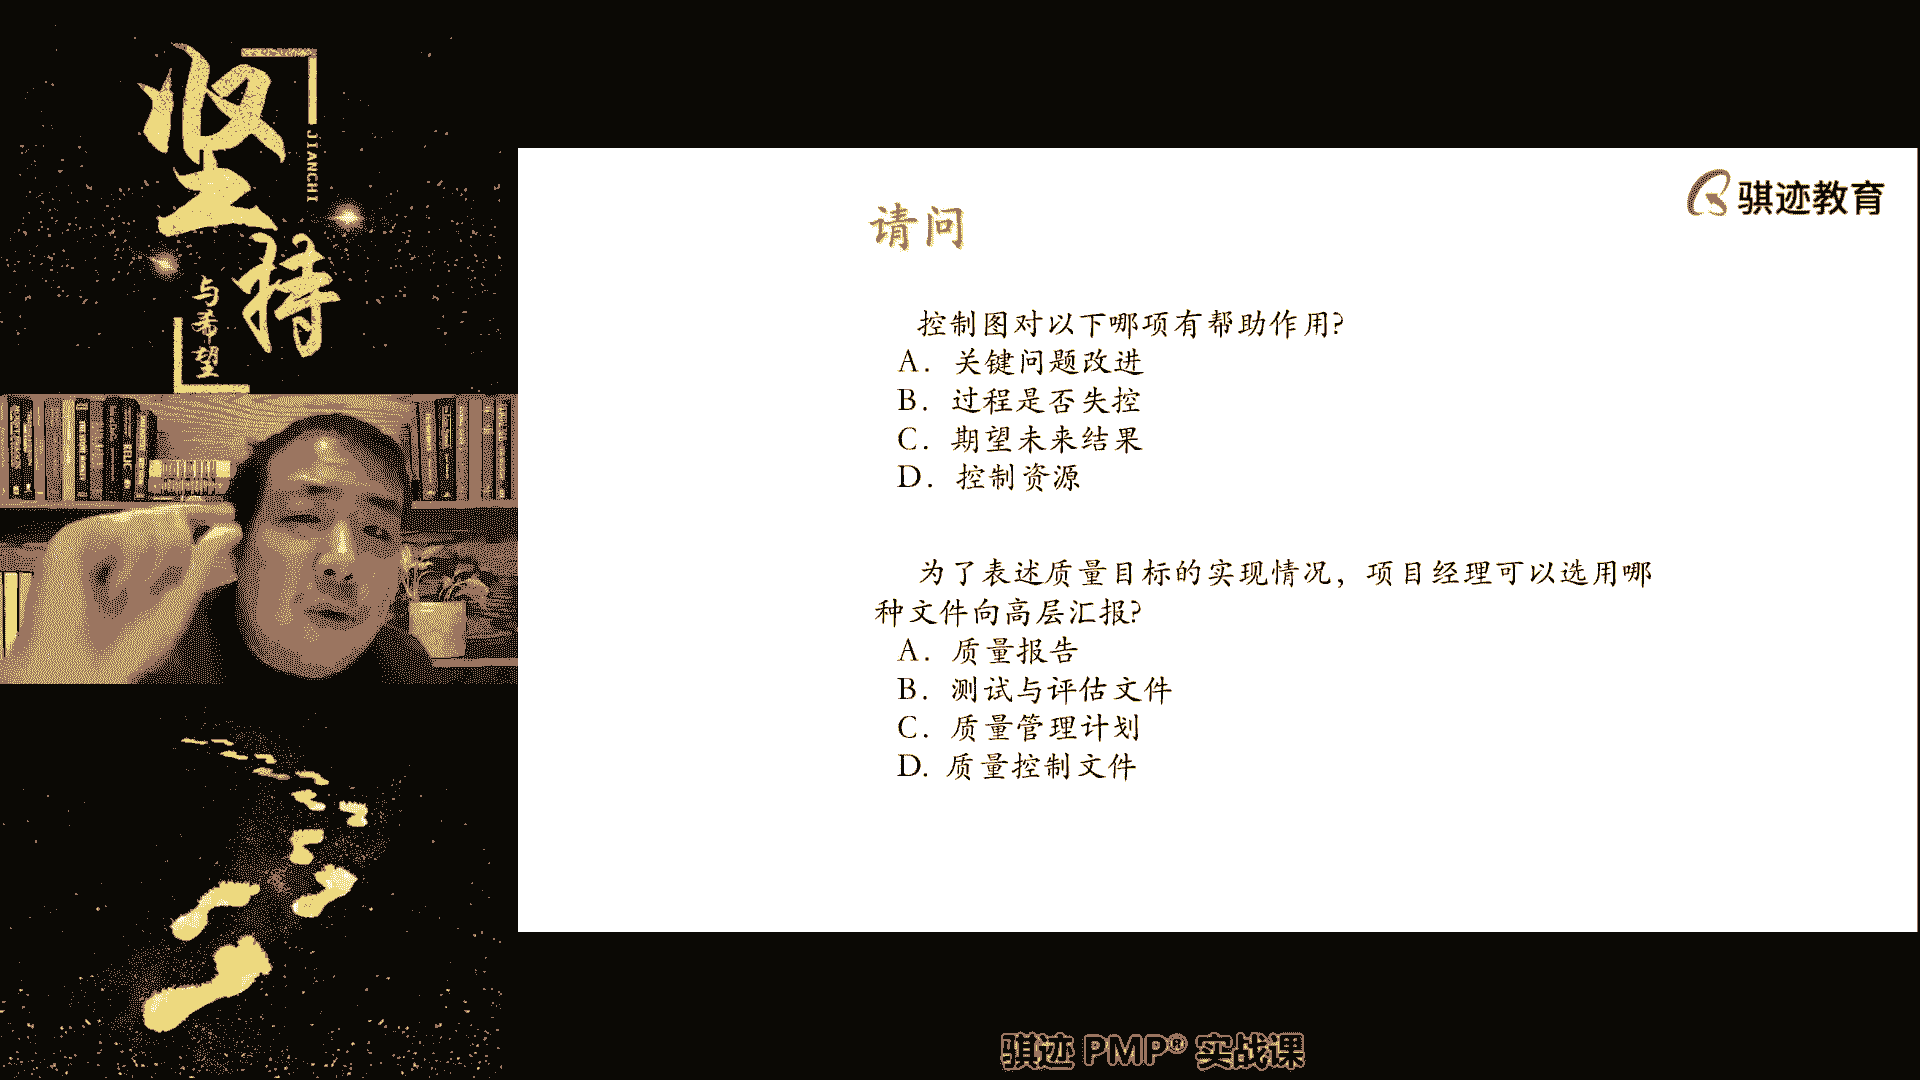 坚持
JIANCHI
与希望
骐迹教育
请问
控制图对以下哪项有帮助作用?
A. 关键问题改进
B. 过程是否失控
C. 期望未来结果
D. 控制资源
为了表述质量目标的实现情况，项目经理可以选用哪
种文件向高层汇报?
A. 质量报告
B. 测试与评估文件
C. 质量管理计划
D. 质量控制文件
骐迹 PMP® 实战课